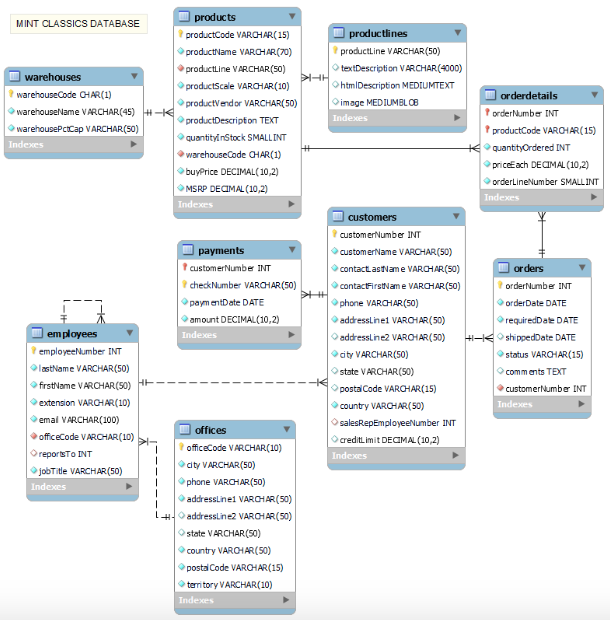 MINT CLASSICS DATABASE
warehouses
warehouseCode CHAR(1)
warehouseName VARCHAR(45)
warehousePctCap VARCHAR(50)
Indexes
products
productCode VARCHAR(15)
productName VARCHAR(70)
productLine VARCHAR(50)
productScale VARCHAR(10)
productVendor VARCHAR(50)
productDescription TEXT
quantityInStock SMALLINT
warehouseCode CHAR(1)
buyPrice DECIMAL(10,2)
MSRP DECIMAL(10,2)
Indexes
productlines
productLine VARCHAR(50)
textDescription VARCHAR(4000)
htmlDescription MEDIUMTEXT
image MEDIUMBLOB
Indexes
orderdetails
orderNumber INT
productCode VARCHAR(15)
quantityOrdered INT
priceEach DECIMAL(10,2)
orderLineNumber SMALLINT
Indexes
payments
customerNumber INT
checkNumber VARCHAR(50)
paymentDate DATE
amount DECIMAL(10,2)
Indexes
customers
customerNumber INT
customerName VARCHAR(50)
contactLastName VARCHAR(50)
contactFirstName VARCHAR(50)
phone VARCHAR(50)
addressLine1 VARCHAR(50)
addressLine2 VARCHAR(50)
city VARCHAR(50)
state VARCHAR(50)
postalCode VARCHAR(15)
country VARCHAR(50)
salesRepEmployeeNumber INT
creditLimit DECIMAL(10,2)
Indexes
orders
orderNumber INT
orderDate DATE
requiredDate DATE
shippedDate DATE
status VARCHAR(15)
comments TEXT
customerNumber INT
Indexes
employees
employeeNumber INT
lastName VARCHAR(50)
firstName VARCHAR(50)
extension VARCHAR(10)
email VARCHAR(100)
officeCode VARCHAR(10)
reportsTo INT
jobTitle VARCHAR(50)
Indexes
offices
officeCode VARCHAR(10)
city VARCHAR(50)
phone VARCHAR(50)
addressLine1 VARCHAR(50)
addressLine2 VARCHAR(50)
state VARCHAR(50)
country VARCHAR(50)
postalCode VARCHAR(15)
territory VARCHAR(10)
Indexes